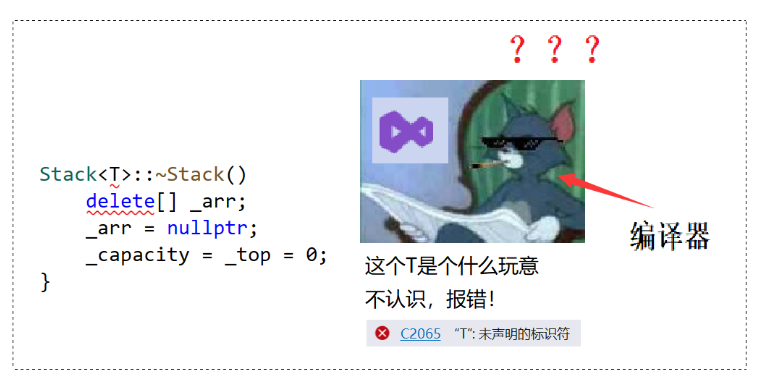 ？？？
Stack<T>::~Stack()
    delete[] _arr;
    _arr = nullptr;
    _capacity = _top = 0;
}
编译器
这个T是个什么玩意
不认识，报错！
C2065 “T”: 未声明的标识符